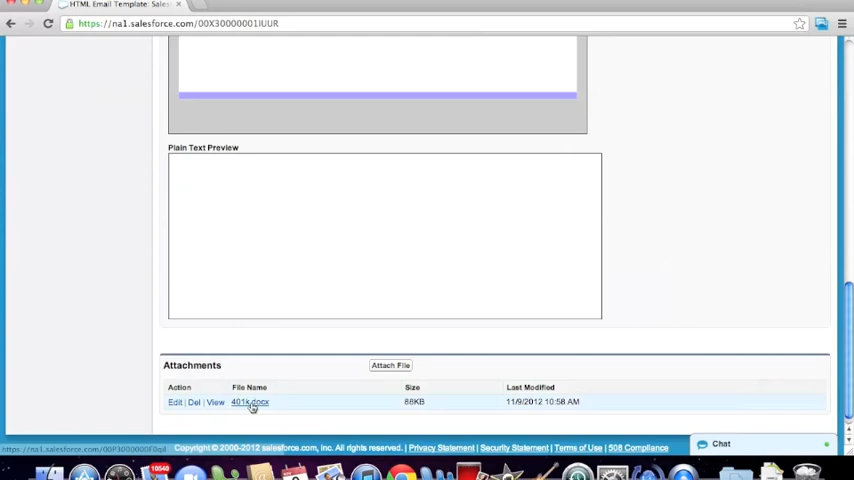 HTML Email Template: Sales
https://na1.salesforce.com/00X30000001IUUR
Plain Text Preview
Attachments
Attach File
Action File Name Size Last Modified
Edit | Del | View 401k.docx 88KB 11/9/2012 10:58 AM
Copyright © 2000-2012 salesforce.com, inc. All rights reserved. | Privacy Statement | Security Statement | Terms of Use | 508 Compliance
Chat
10540